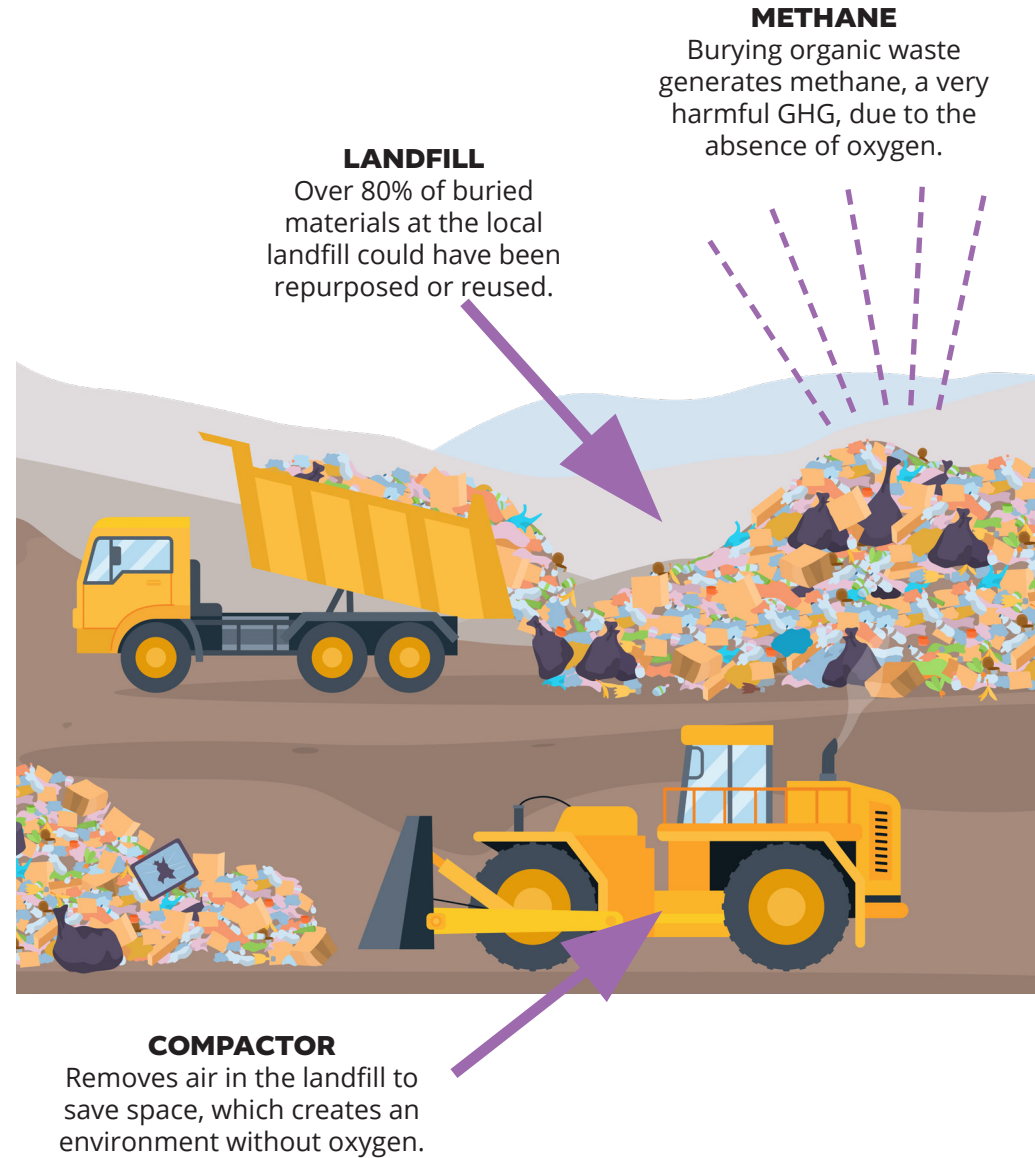 METHANE
Burying organic waste
generates methane, a very
harmful GHG, due to the
absence of oxygen.
LANDFILL
Over 80% of buried
materials at the local
landfill could have been
repurposed or reused.
COMPACTOR
Removes air in the landfill to
save space, which creates an
environment without oxygen.